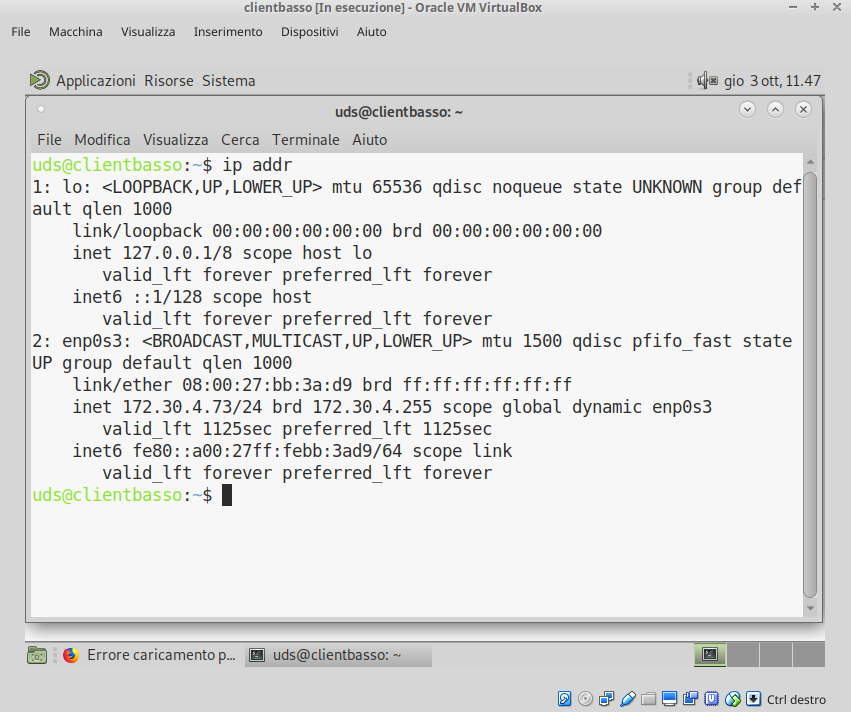 clientbasso [In esecuzione] - Oracle VM VirtualBox
File Macchina Visualizza Inserimento Dispositivi Aiuto
Applicazioni Risorse Sistema gio 3 ott, 11.47
uds@clientbasso: ~
File Modifica Visualizza Cerca Terminale Aiuto
uds@clientbasso:~$ ip addr
1: lo: <LOOPBACK,UP,LOWER_UP> mtu 65536 qdisc noqueue state UNKNOWN group def
ault qlen 1000
    link/loopback 00:00:00:00:00:00 brd 00:00:00:00:00:00
    inet 127.0.0.1/8 scope host lo
       valid_lft forever preferred_lft forever
    inet6 ::1/128 scope host
       valid_lft forever preferred_lft forever
2: enp0s3: <BROADCAST,MULTICAST,UP,LOWER_UP> mtu 1500 qdisc pfifo_fast state
UP group default qlen 1000
    link/ether 08:00:27:bb:3a:d9 brd ff:ff:ff:ff:ff:ff
    inet 172.30.4.73/24 brd 172.30.4.255 scope global dynamic enp0s3
       valid_lft 1125sec preferred_lft 1125sec
    inet6 fe80::a00:27ff:febb:3ad9/64 scope link
       valid_lft forever preferred_lft forever
uds@clientbasso:~$
Errore caricamento p... uds@clientbasso: ~
Ctrl destro